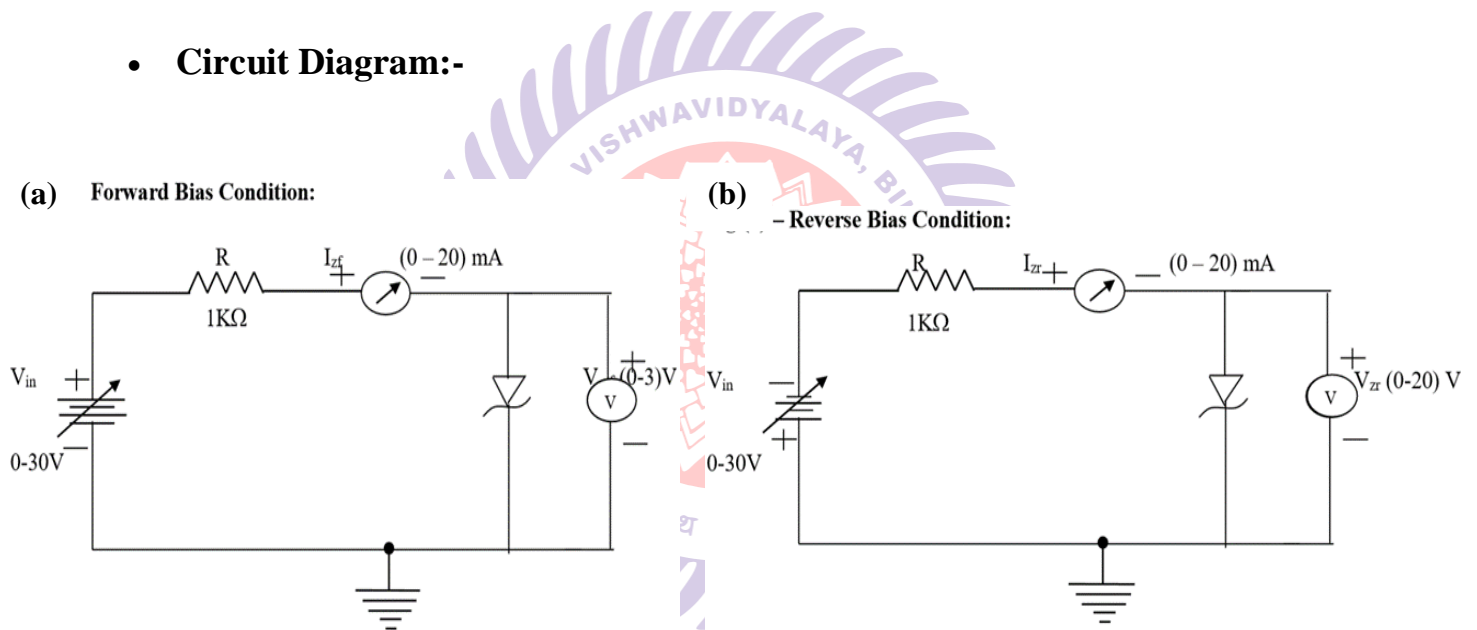 • Circuit Diagram:-
VISHWAVIDYALAYA,
(a) Forward Bias Condition:
R
Izf
+
(0 – 20) mA
−
1KΩ
Vin
+
−
0-30V
V (0-3)V
+
V
−
(b)
– Reverse Bias Condition:
R
Izr
+
− (0 – 20) mA
1KΩ
Vin
−
+
0-30V
+
Vzr (0-20) V
V
−